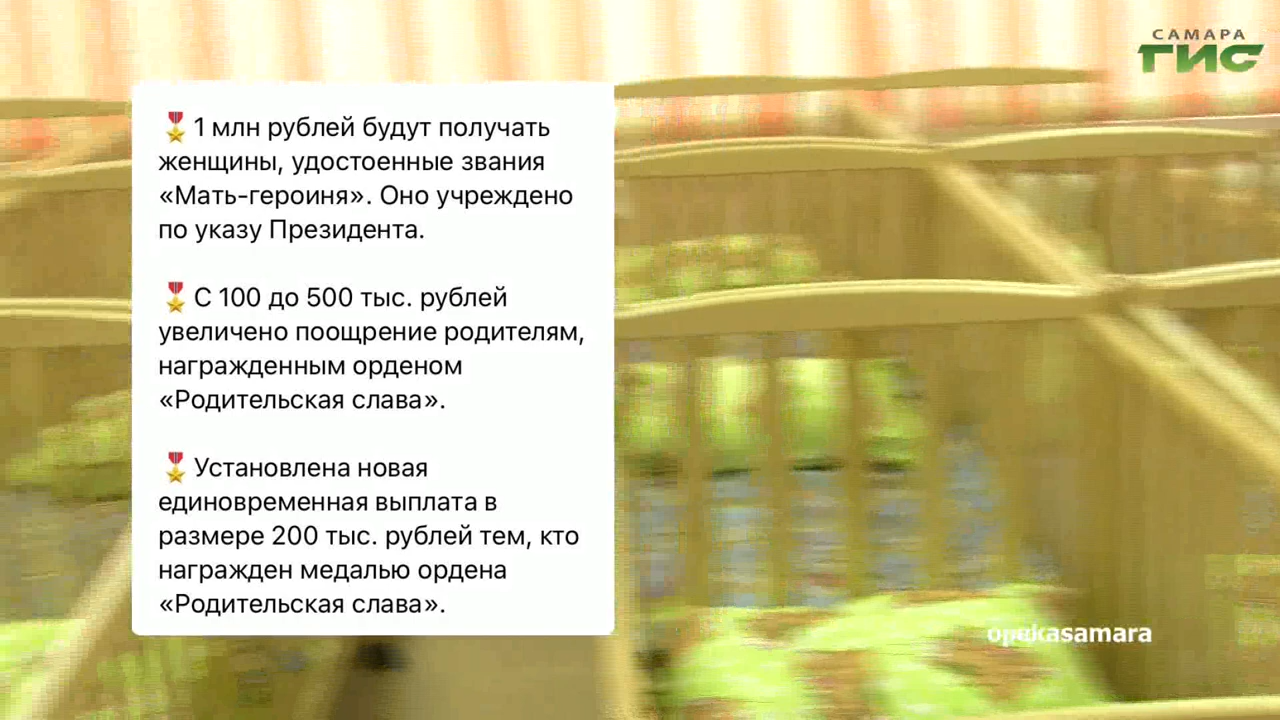 САМАРА
ГИС
🎖1 млн рублей будут получать
женщины, удостоенные звания
«Мать-героиня». Оно учреждено
по указу Президента.
🎖С 100 до 500 тыс. рублей
увеличено поощрение родителям,
награжденным орденом
«Родительская слава».
🎖Установлена новая
единовременная выплата в
размере 200 тыс. рублей тем, кто
награжден медалью ордена
«Родительская слава».
opekasamara